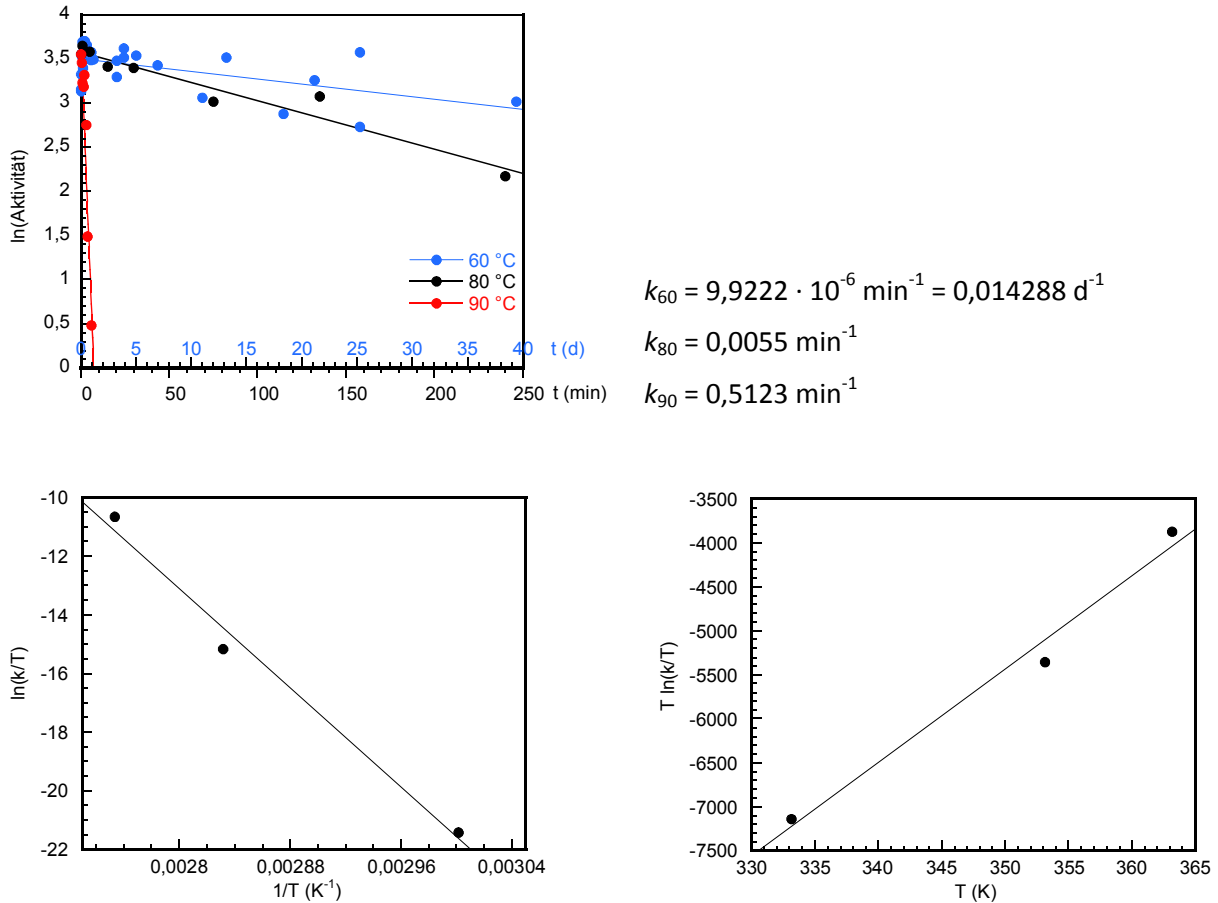 4
3,5
3
2,5
2
1,5
1
0,5
0
ln(Aktivität)
60 °C
80 °C
90 °C
0 5 10 15 20 25 30 35 40 t (d)
0 50 100 150 200 250 t (min)
k60 = 9,9222 · 10-6 min-1 = 0,014288 d-1
k80 = 0,0055 min-1
k90 = 0,5123 min-1
-10
-12
-14
-16
-18
-20
-22
ln(k/T)
0,0028 0,00288 0,00296 0,00304
1/T (K-1)
-3500
-4000
-4500
-5000
-5500
-6000
-6500
-7000
-7500
T ln(k/T)
330 335 340 345 350 355 360 365
T (K)